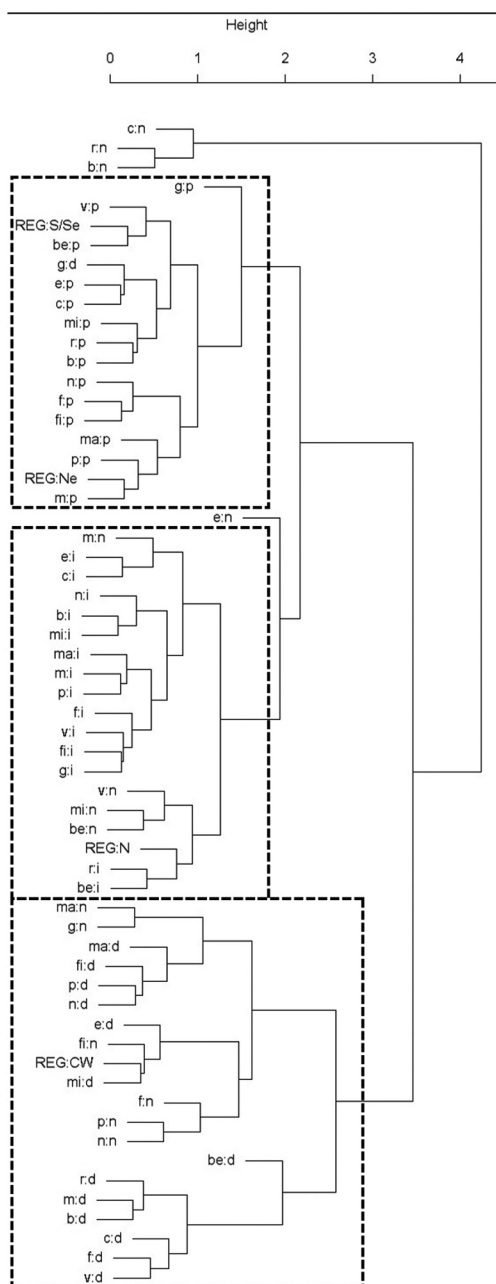 Height
0 1 2 3 4
c:n
r:n
b:n
g:p
v:p
REG:S/Se
be:p
g:d
e:p
c:p
mi:p
r:p
b:p
n:p
f:p
fi:p
ma:p
p:p
REG:Ne
m:p
e:n
m:n
e:i
c:i
n:i
b:i
mi:i
ma:i
m:i
p:i
f:i
v:i
fi:i
g:i
v:n
mi:n
be:n
REG:N
r:i
be:i
ma:n
g:n
ma:d
fi:d
p:d
n:d
e:d
fi:n
REG:CW
mi:d
f:n
p:n
n:n
be:d
r:d
m:d
b:d
c:d
f:d
v:d